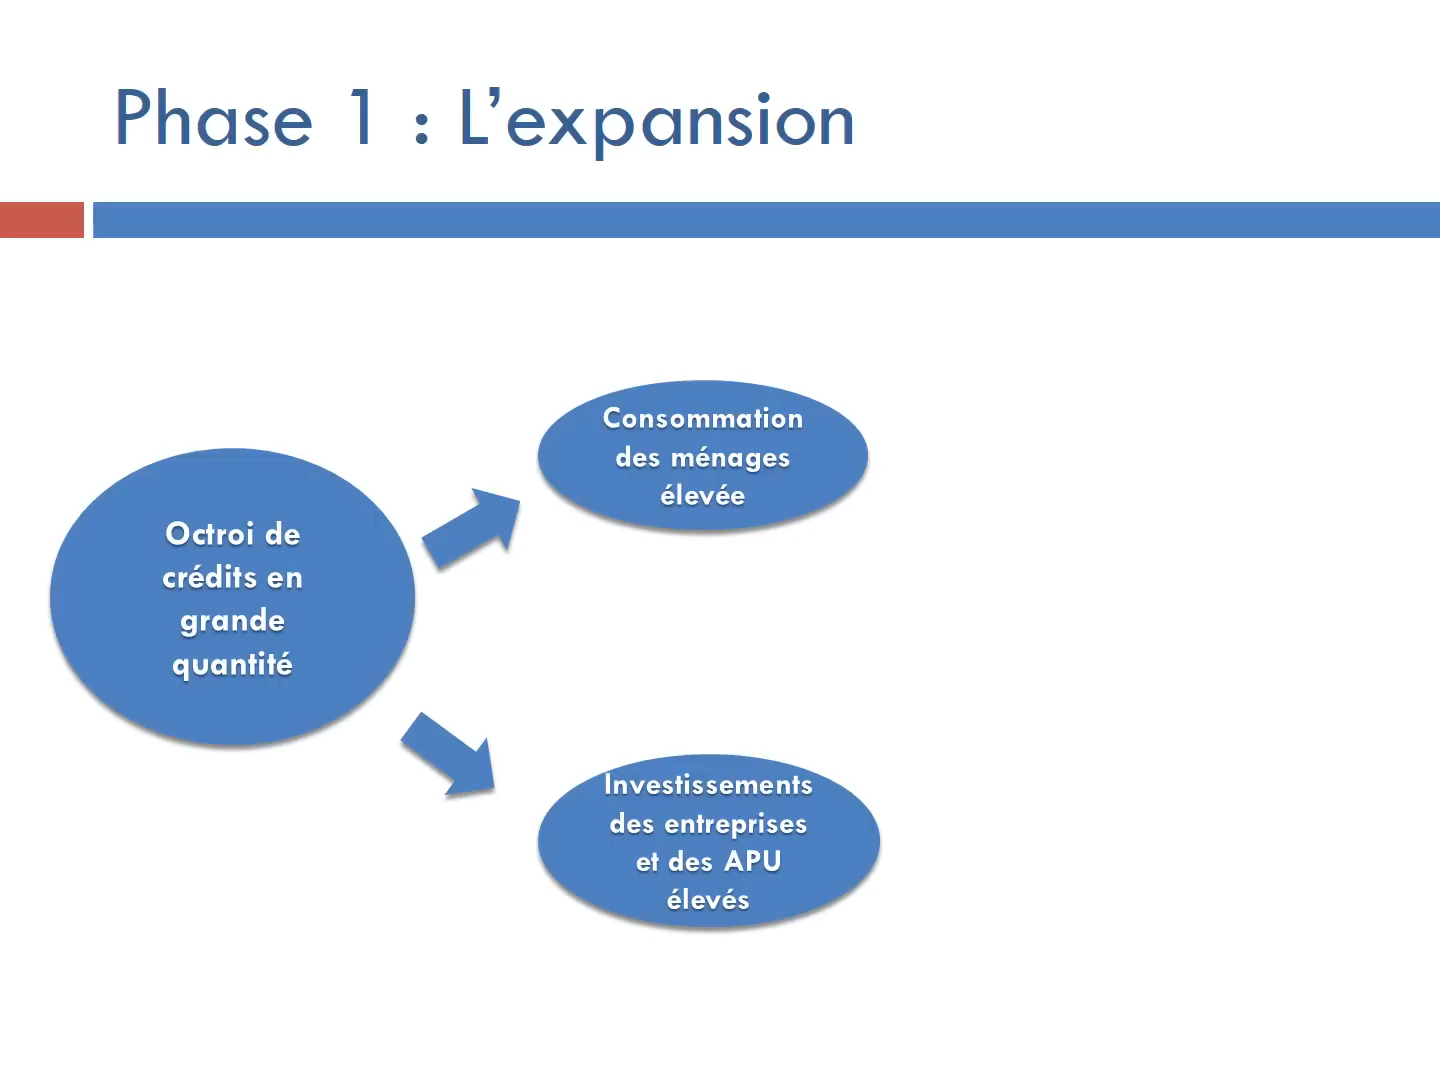 Phase 1 : L’expansion
Consommation
des ménages
élevée
Octroi de
crédits en
grande
quantité
Investissements
des entreprises
et des APU
élevés